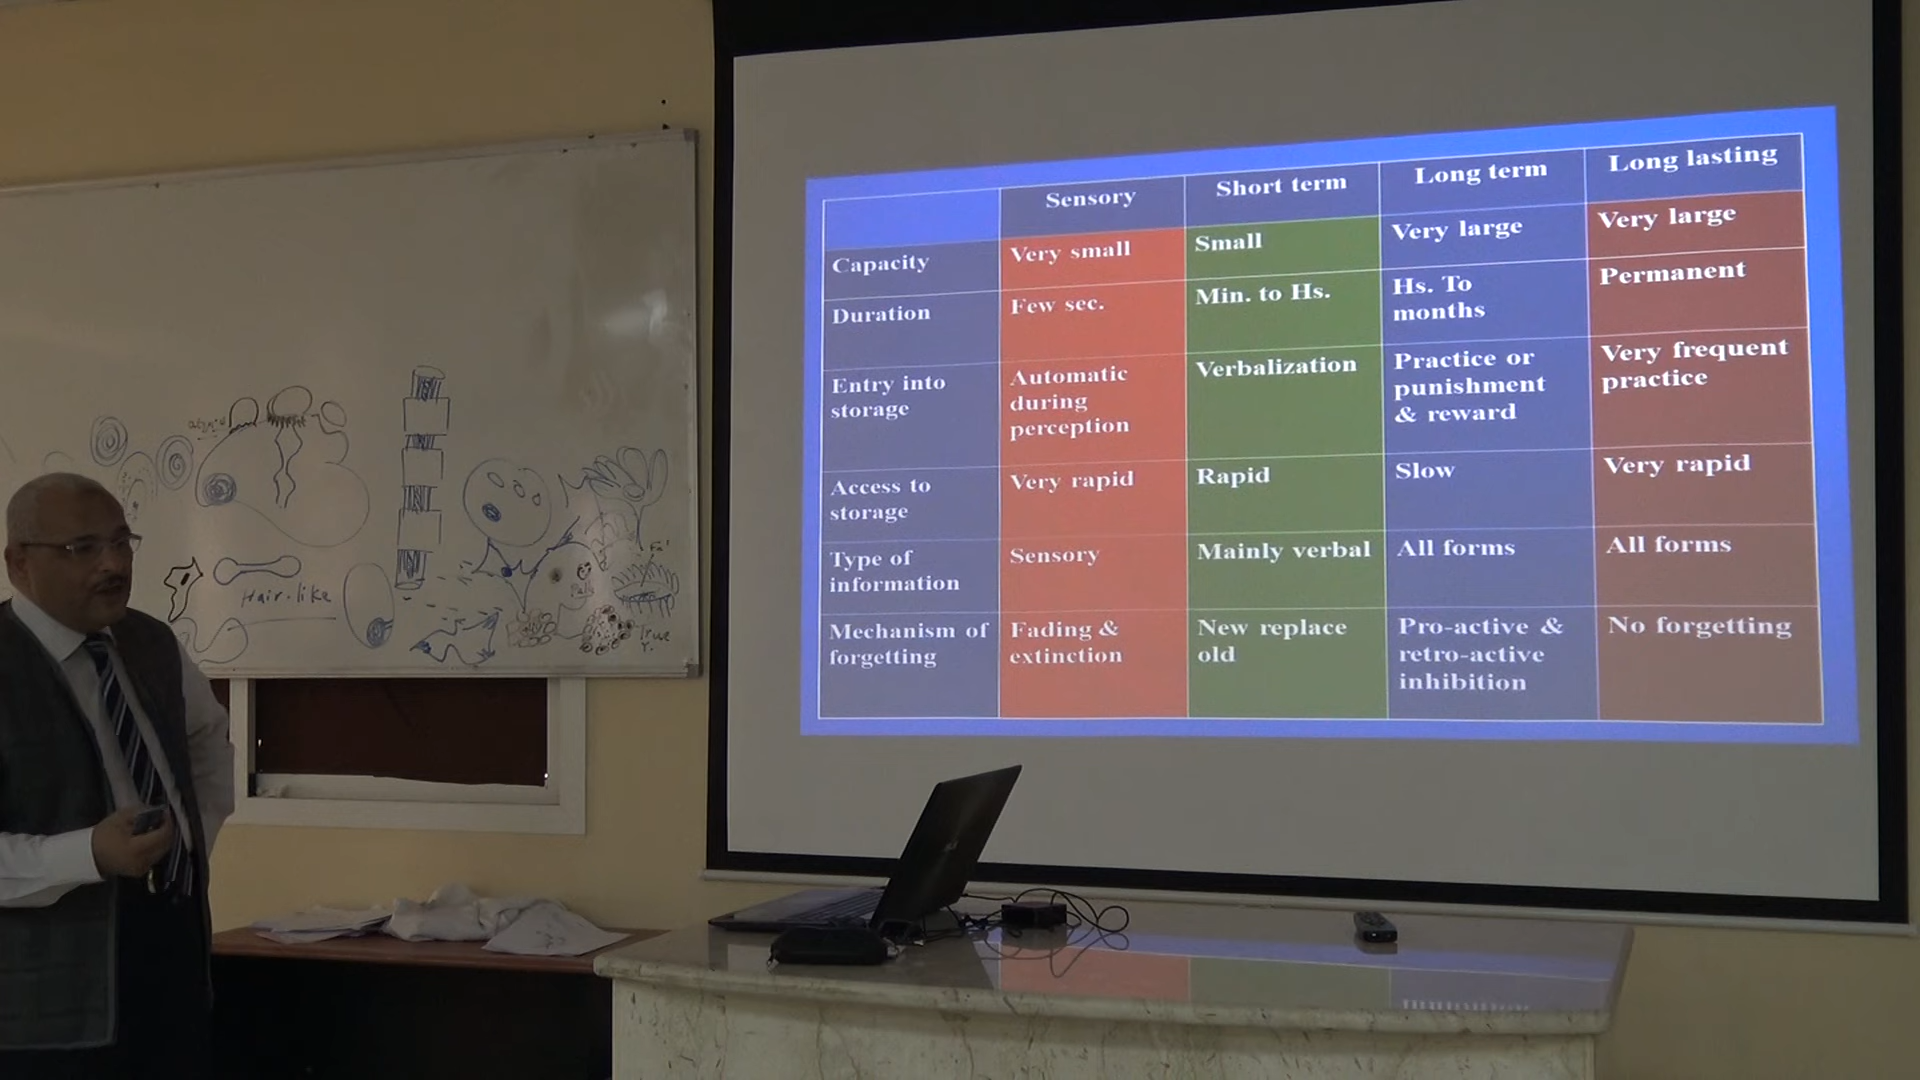 Sensory Short term Long term Long lasting
Capacity Very small Small Very large Very large
Duration Few sec. Min. to Hs. Hs. To months Permanent
Entry into storage Automatic during perception Verbalization Practice or punishment & reward Very frequent practice
Access to storage Very rapid Rapid Slow Very rapid
Type of information Sensory Mainly verbal All forms All forms
Mechanism of forgetting Fading & extinction New replace old Pro-active & retro-active inhibition No forgetting
Hair-like
True